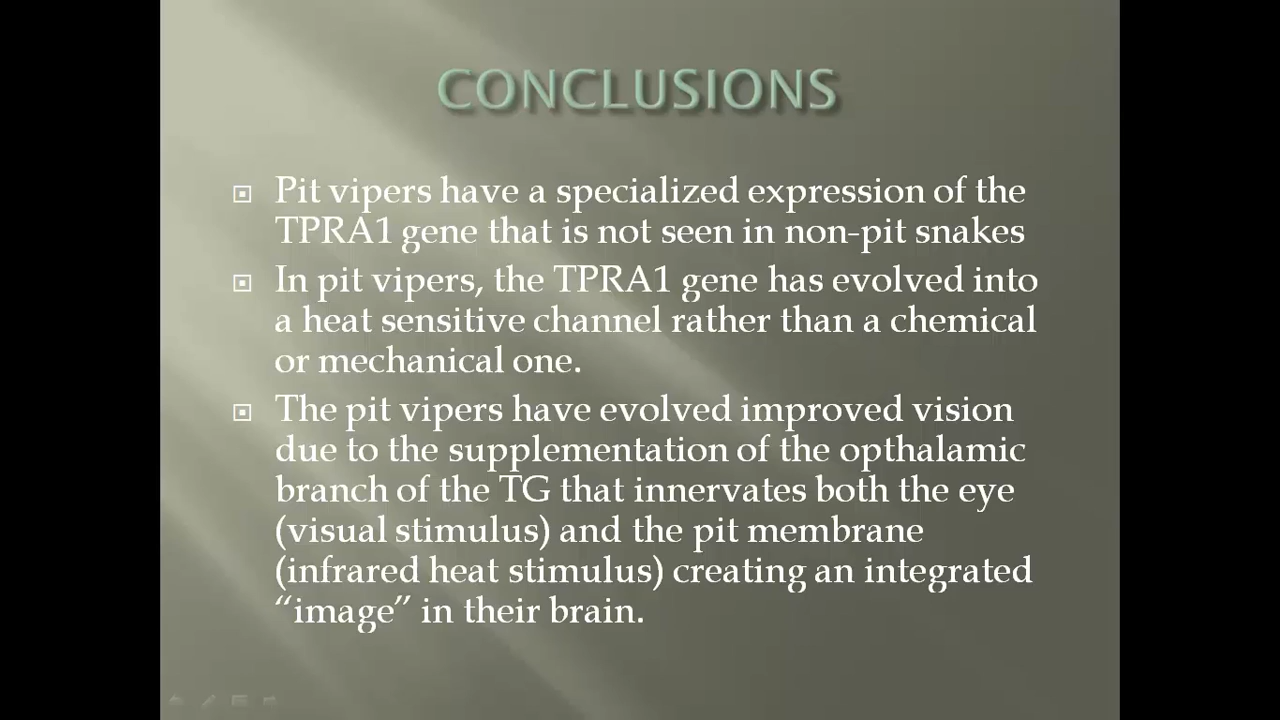 CONCLUSIONS
Pit vipers have a specialized expression of the
TPRA1 gene that is not seen in non-pit snakes
In pit vipers, the TPRA1 gene has evolved into
a heat sensitive channel rather than a chemical
or mechanical one.
The pit vipers have evolved improved vision
due to the supplementation of the opthalamic
branch of the TG that innervates both the eye
(visual stimulus) and the pit membrane
(infrared heat stimulus) creating an integrated
“image” in their brain.